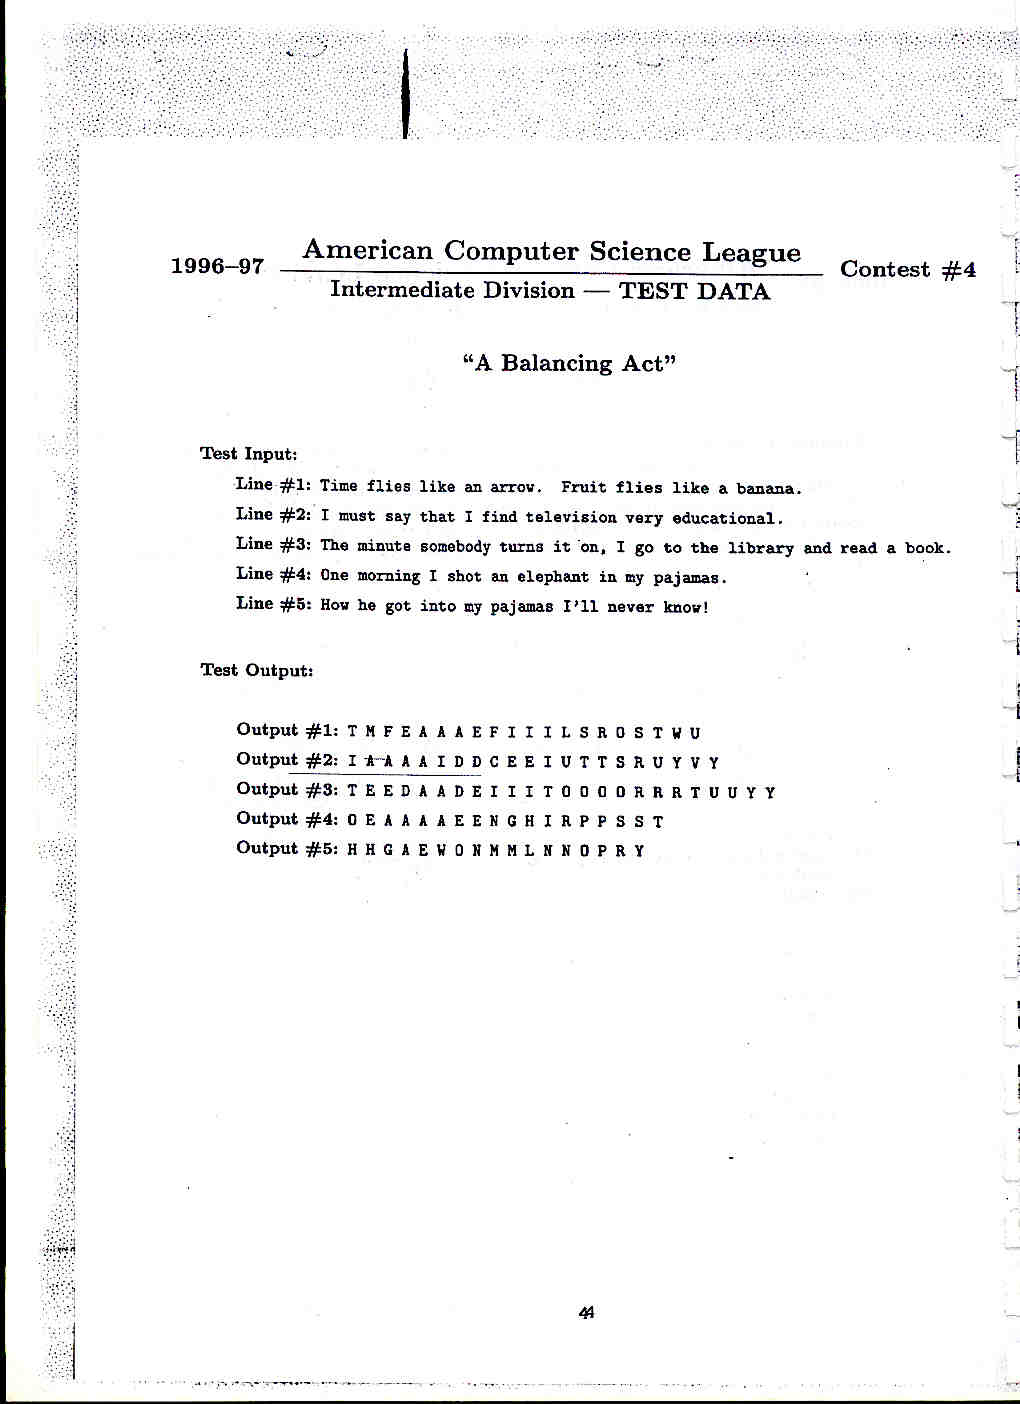 American Computer Science League
1996–97
Contest #4
Intermediate Division — TEST DATA
“A Balancing Act”
Test Input:
Line #1: Time flies like an arrow.  Fruit flies like a banana.
Line #2: I must say that I find television very educational.
Line #3: The minute somebody turns it on, I go to the library and read a book.
Line #4: One morning I shot an elephant in my pajamas.
Line #5: How he got into my pajamas I'll never know!
Test Output:
Output #1: T M F E A A A E F I I I L S R O S T W U
Output #2: I A A A A I D D C E E I U T T S R U Y V Y
Output #3: T E E D A A D E I I I T O O O O R R R T U U Y Y
Output #4: O E A A A A E E N G H I R P P S S T
Output #5: H H G A E W O N M M L N N O P R Y
44